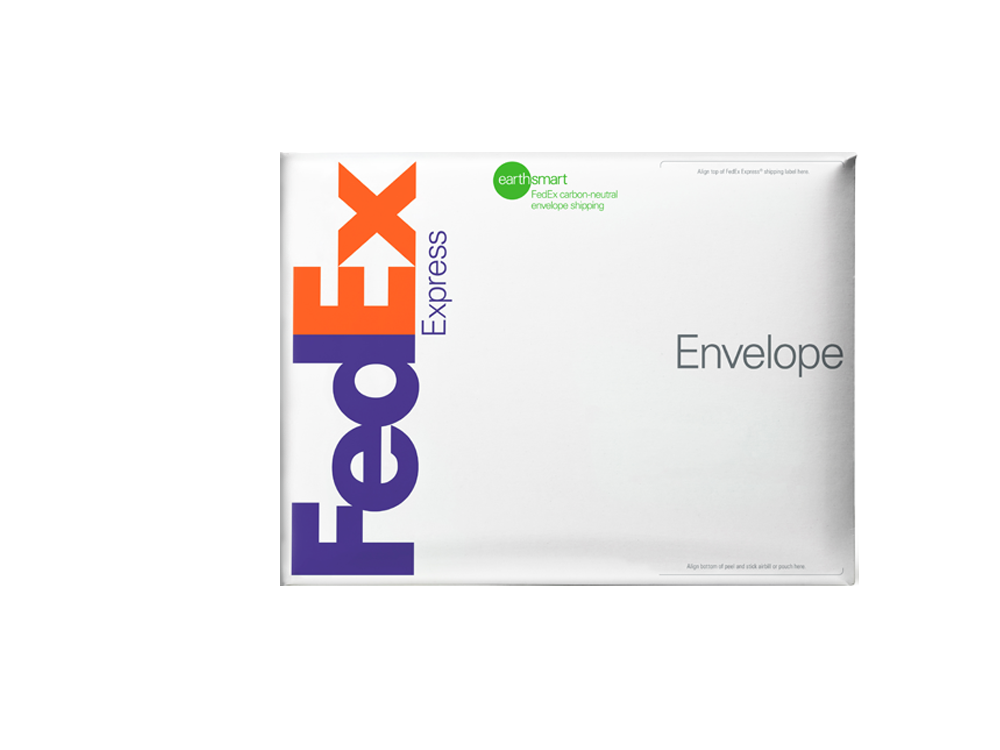 FedEx
Express
earthsmart
FedEx carbon-neutral
envelope shipping
Align top of FedEx Express® shipping label here.
Envelope
Align bottom of peel and stick airbill or pouch here.